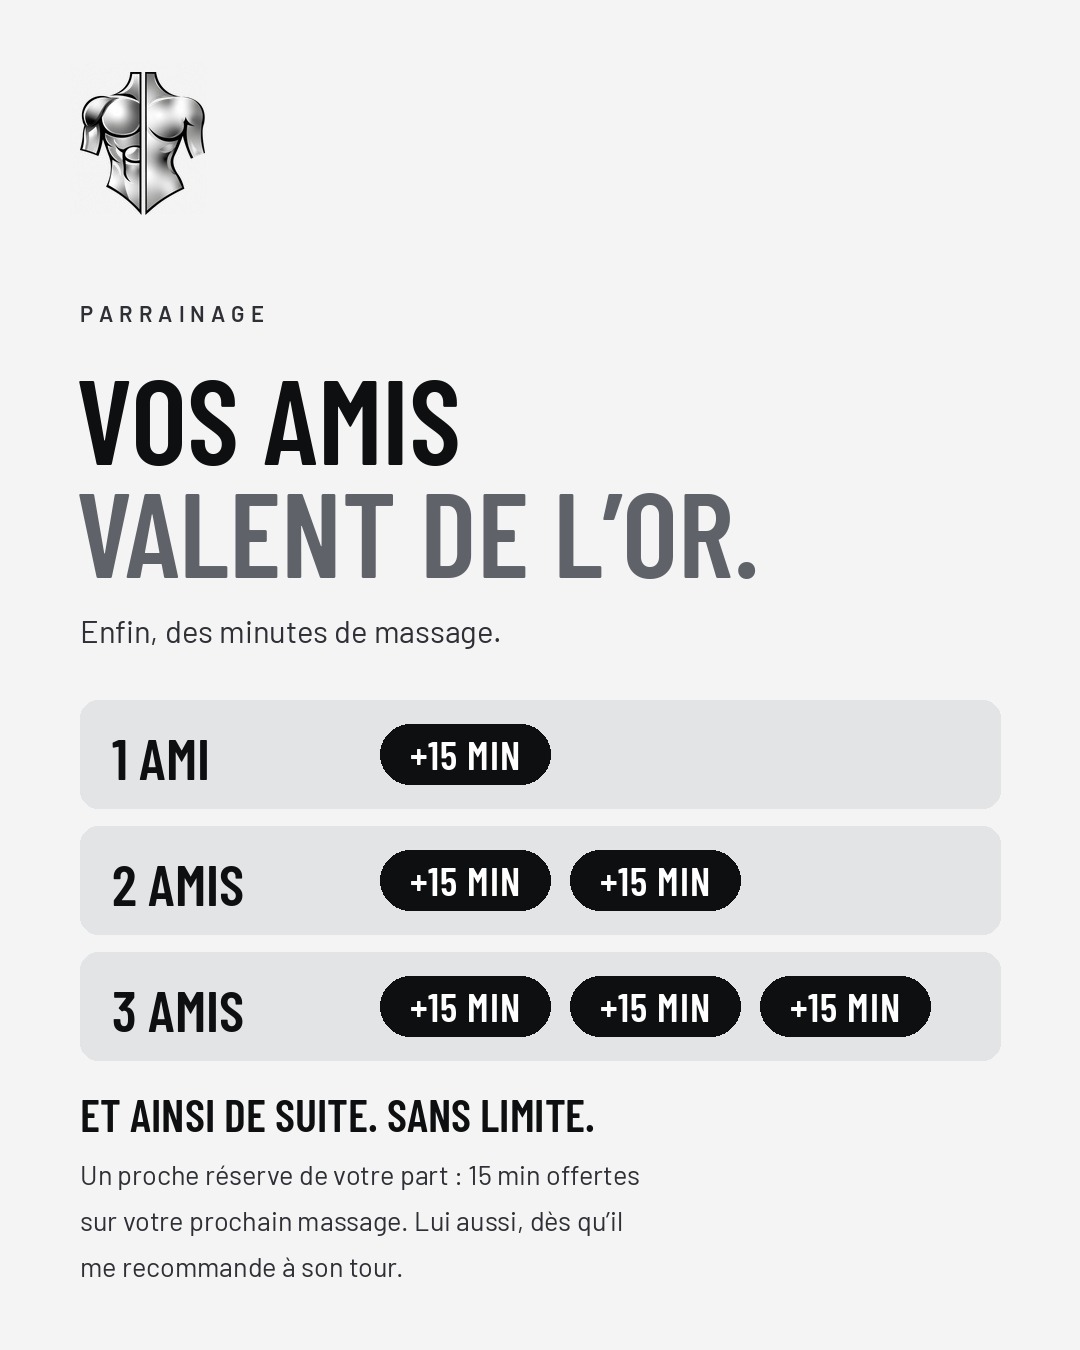 PARRAINAGE
VOS AMIS
VALENT DE L’OR.
Enfin, des minutes de massage.
1 AMI +15 MIN
2 AMIS +15 MIN +15 MIN
3 AMIS +15 MIN +15 MIN +15 MIN
ET AINSI DE SUITE. SANS LIMITE.
Un proche réserve de votre part : 15 min offertes
sur votre prochain massage. Lui aussi, dès qu’il
me recommande à son tour.